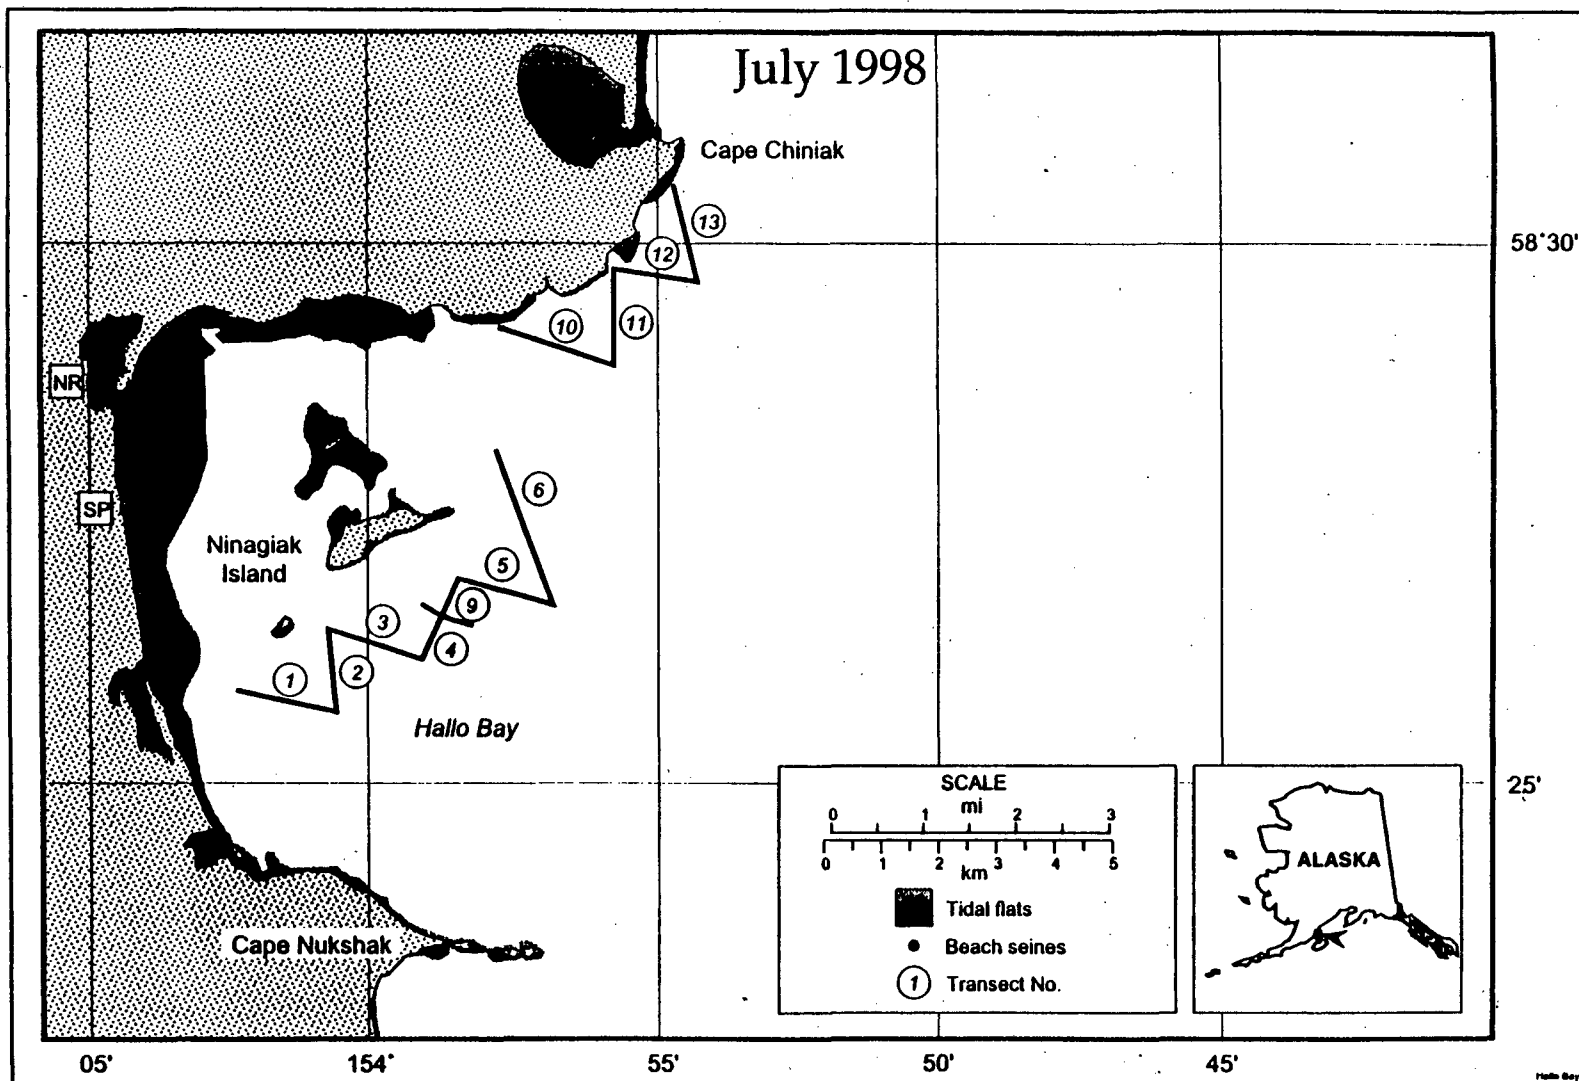 July 1998
Cape Chiniak
13
12
58°30'
10
11
NR
6
SP
Ninagiak
Island
5
9
3
4
2
1
Hallo Bay
25'
SCALE
mi
0 1 2 3
0 1 2 3 4 5
km
Tidal flats
Beach seines
1 Transect No.
ALASKA
Cape Nukshak
05' 154° 55' 50' 45'
Hallo Bay